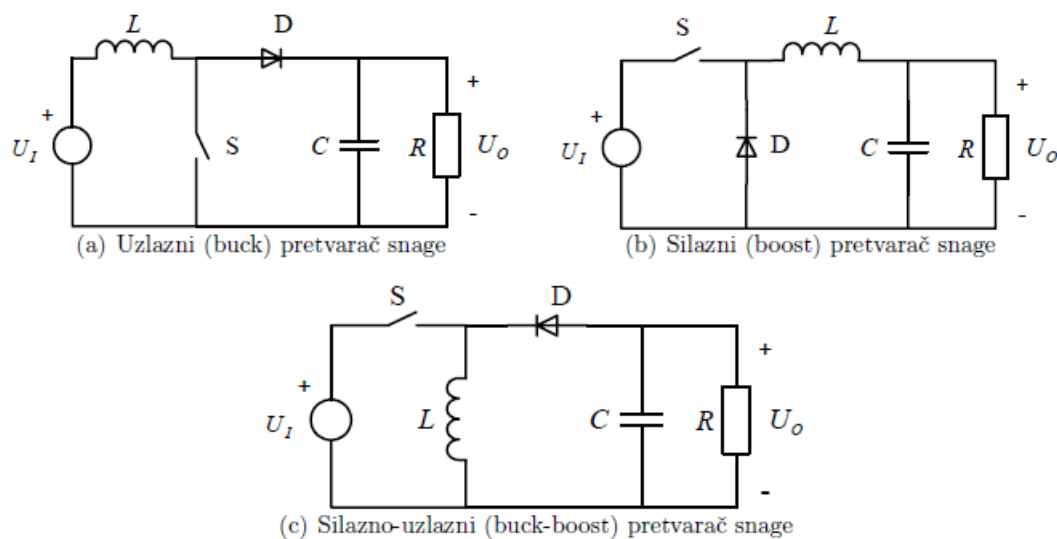 L
D
+
U_I
S
C
R
+
U_O
-
(a) Uzlazni (buck) pretvarač snage
S
L
+
U_I
D
C
R
+
U_O
-
(b) Silazni (boost) pretvarač snage
S
D
+
U_I
L
C
R
+
U_O
-
(c) Silazno-uzlazni (buck-boost) pretvarač snage